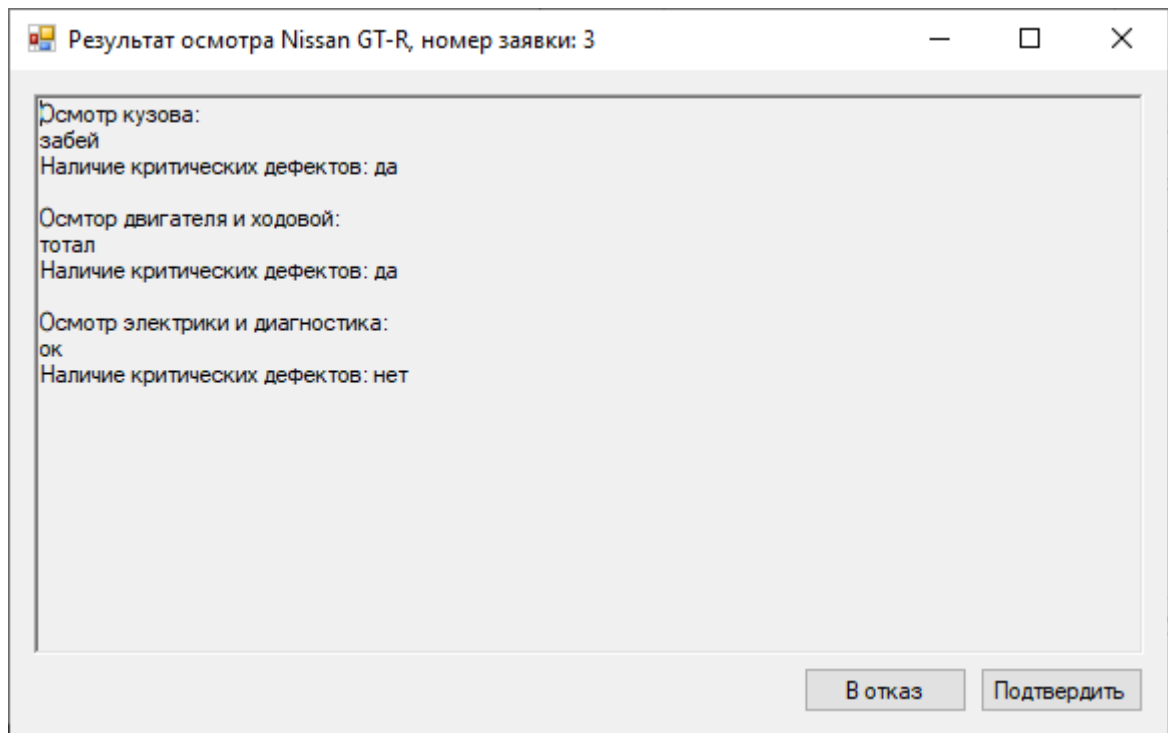 Результат осмотра Nissan GT-R, номер заявки: 3
Осмотр кузова:
забей
Наличие критических дефектов: да
Осмтор двигателя и ходовой:
тотал
Наличие критических дефектов: да
Осмотр электрики и диагностика:
ок
Наличие критических дефектов: нет
В отказ
Подтвердить